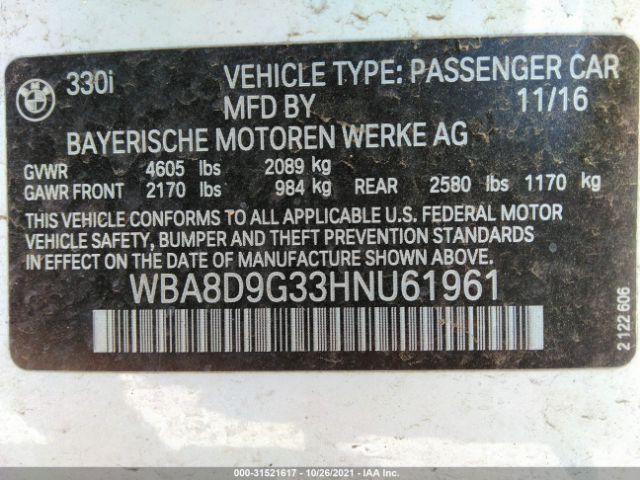 BMW
330i VEHICLE TYPE: PASSENGER CAR
MFD BY 11/16
BAYERISCHE MOTOREN WERKE AG
GVWR 4605 lbs 2089 kg
GAWR FRONT 2170 lbs 984 kg REAR 2580 lbs 1170 kg
THIS VEHICLE CONFORMS TO ALL APPLICABLE U.S. FEDERAL MOTOR
VEHICLE SAFETY, BUMPER AND THEFT PREVENTION STANDARDS
IN EFFECT ON THE DATE OF MANUFACTURE SHOWN ABOVE.
WBA8D9G33HNU61961
2 122 606
000-31521617 - 10/26/2021 - IAA Inc.